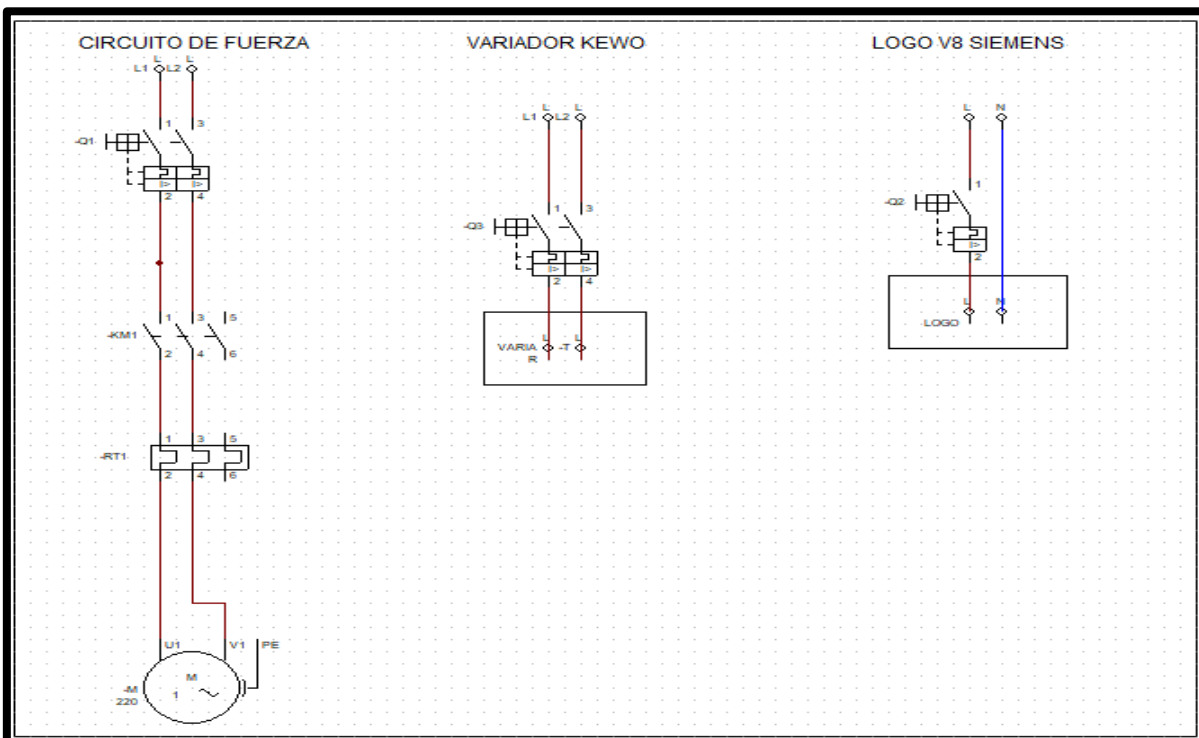 CIRCUITO DE FUERZA
L L
L1 L2
1 3
-Q1
I> I>
2 4
1 3 5
-KM1
2 4 6
1 3 5
-RT1
2 4 6
U1 V1 PE
M
-M 1
220
VARIADOR KEWO
L L
L1 L2
1 3
-Q3
I> I>
2 4
L L
VARIA -T
R
LOGO V8 SIEMENS
L N
1
-Q2
I>
2
L N
LOGO